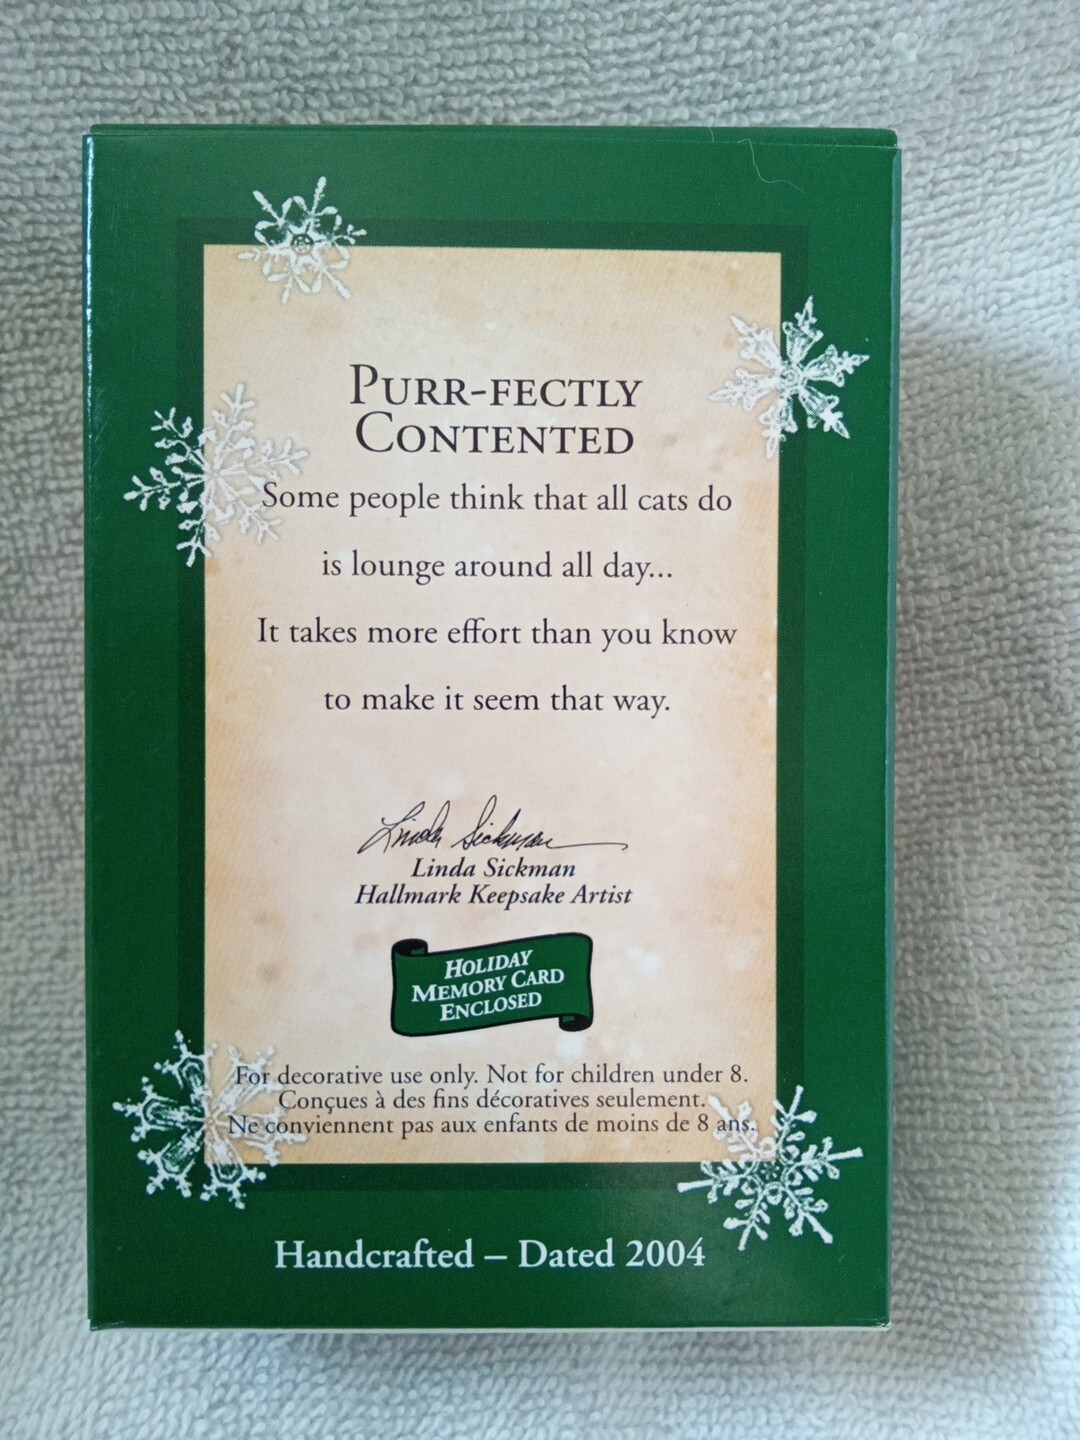 PURR-FECTLY
CONTENTED
Some people think that all cats do
is lounge around all day...
It takes more effort than you know
to make it seem that way.
Linda Sickman
Linda Sickman
Hallmark Keepsake Artist
HOLIDAY
MEMORY CARD
ENCLOSED
For decorative use only. Not for children under 8.
Conçues à des fins décoratives seulement.
Ne conviennent pas aux enfants de moins de 8 ans.
Handcrafted – Dated 2004